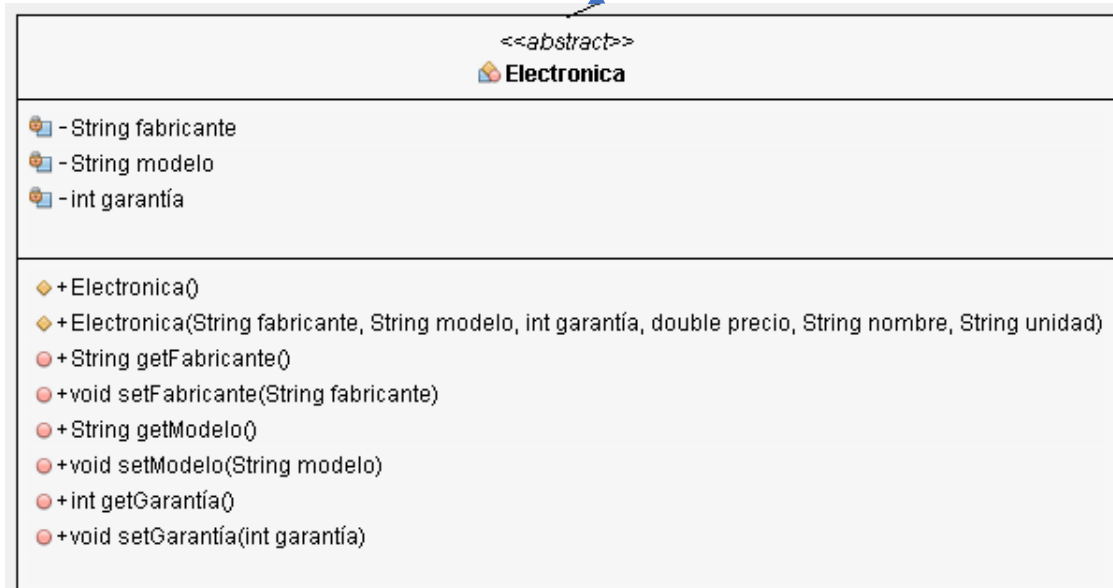 <<abstract>>
Electronica
- String fabricante
- String modelo
- int garantía
+ Electronica()
+ Electronica(String fabricante, String modelo, int garantía, double precio, String nombre, String unidad)
+ String getFabricante()
+ void setFabricante(String fabricante)
+ String getModelo()
+ void setModelo(String modelo)
+ int getGarantía()
+ void setGarantía(int garantía)